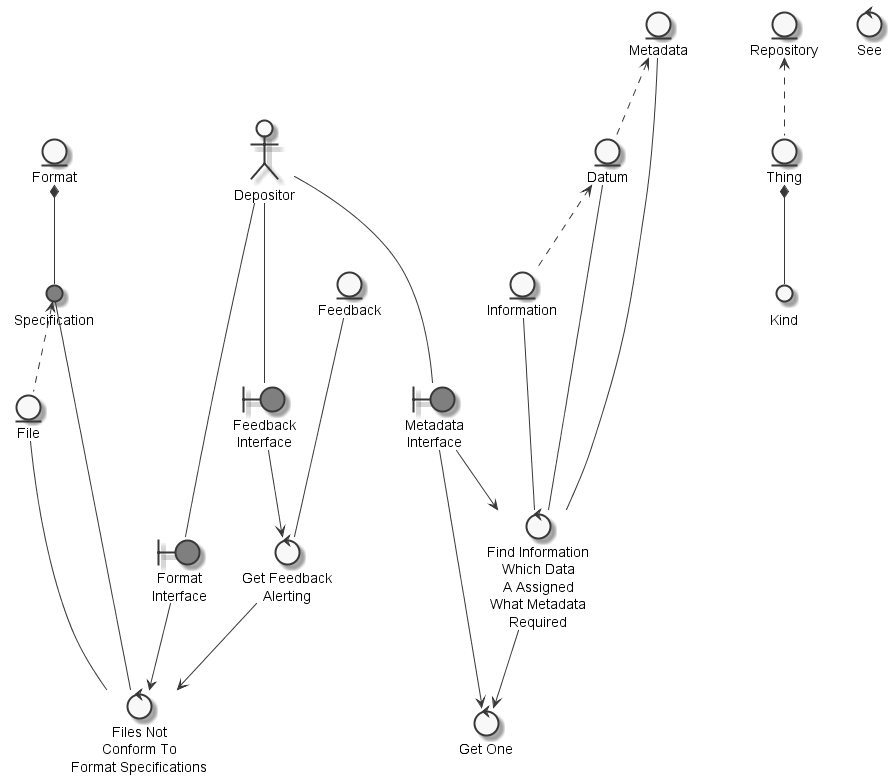 Metadata
Repository
See
Format
Depositor
Datum
Thing
Specification
Feedback
Information
Kind
File
Feedback
Interface
Metadata
Interface
Format
Interface
Get Feedback
Alerting
Find Information
Which Data
A Assigned
What Metadata
Required
Files Not
Conform To
Format Specifications
Get One